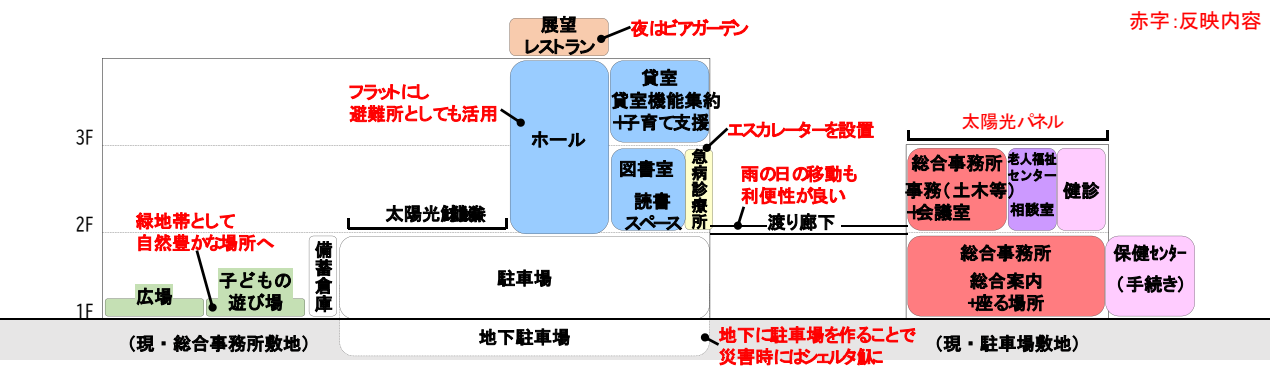 赤字:反映内容
展望
レストラン
夜はビアガーデン
フラットにし
避難所としても活用
貸室
貸室機能集約
+子育て支援
ホール
エスカレーターを設置
太陽光パネル
3F
図書室
読書
スペース
急病診療所
雨の日の移動も
利便性が良い
総合事務所
事務(土木等)
+会議室
老人福祉
センター
相談室
健診
緑地帯として
自然豊かな場所へ
太陽光
2F
渡り廊下
備蓄倉庫
駐車場
総合事務所
総合案内
+座る場所
保健センター
(手続き)
広場
子どもの
遊び場
1F
(現・総合事務所敷地)
地下駐車場
地下に駐車場を作ることで
災害時にはシェルター
(現・駐車場敷地)